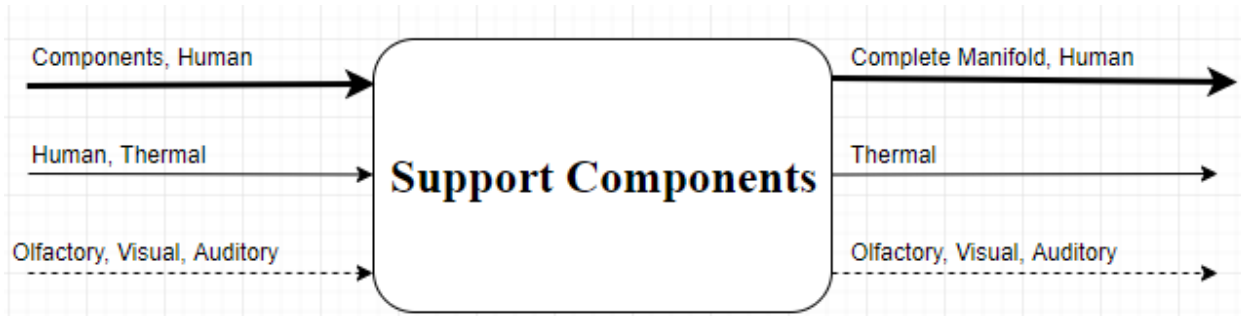 Components, Human
Complete Manifold, Human
Human, Thermal
Thermal
Support Components
Olfactory, Visual, Auditory
Olfactory, Visual, Auditory